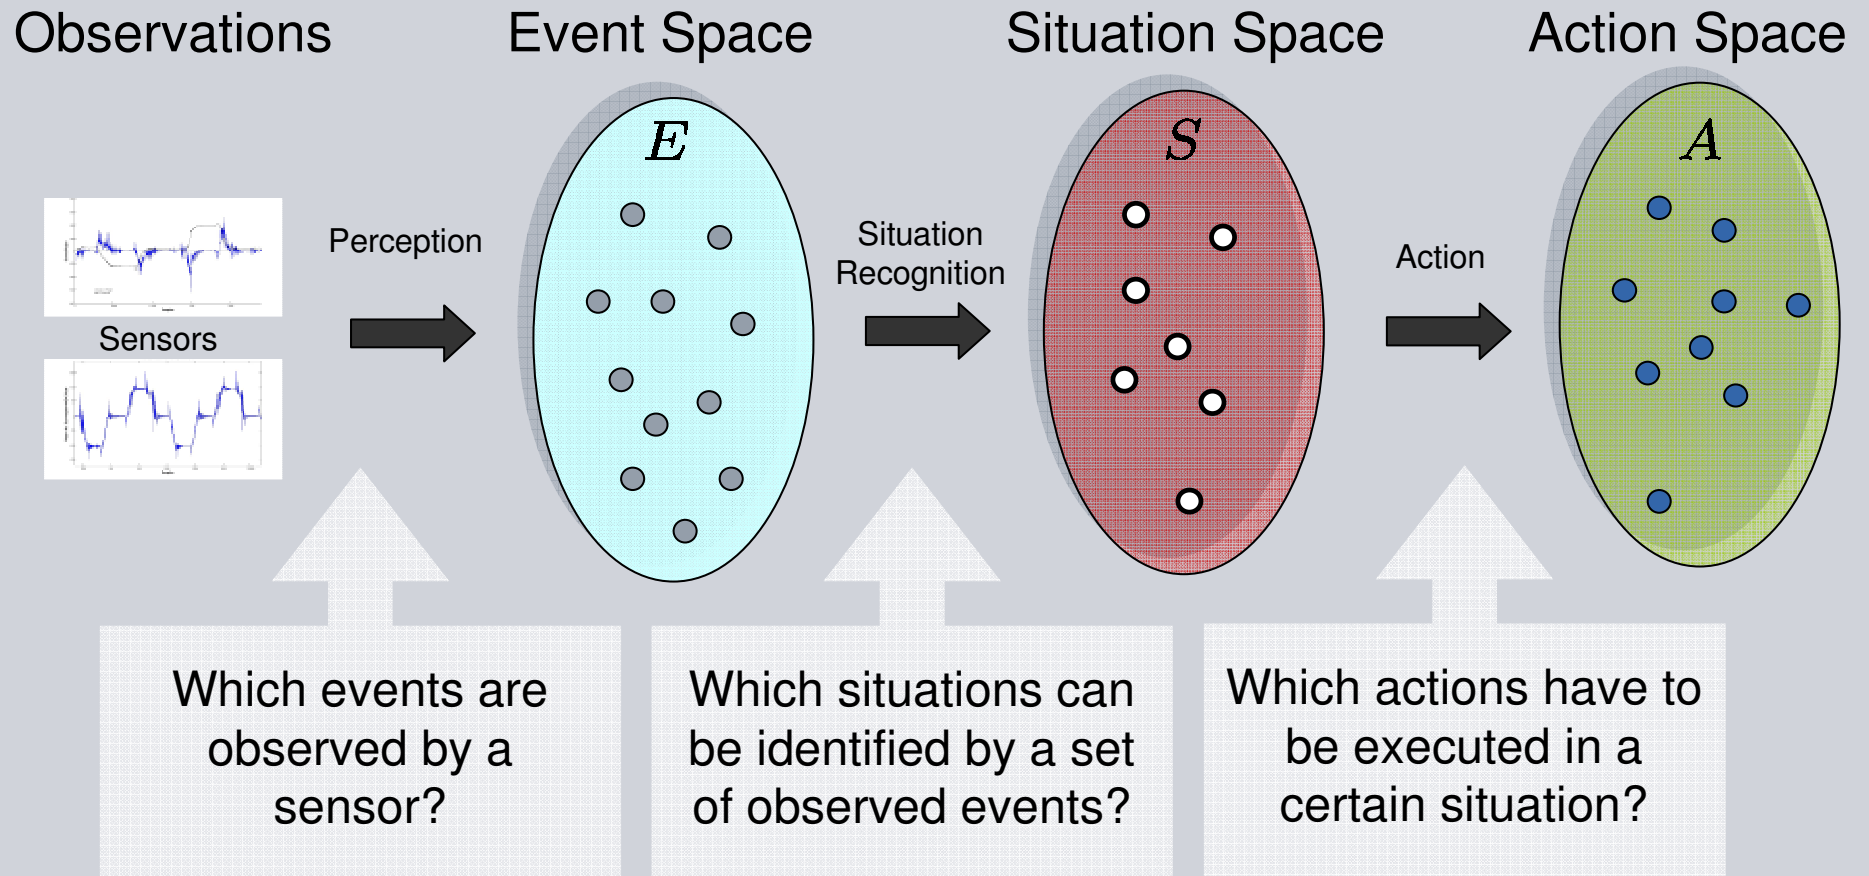 Observations
Event Space
Situation Space
Action Space
E
S
A
Perception
Situation
Recognition
Action
Sensors
Which events are
observed by a
sensor?
Which situations can
be identified by a set
of observed events?
Which actions have to
be executed in a
certain situation?